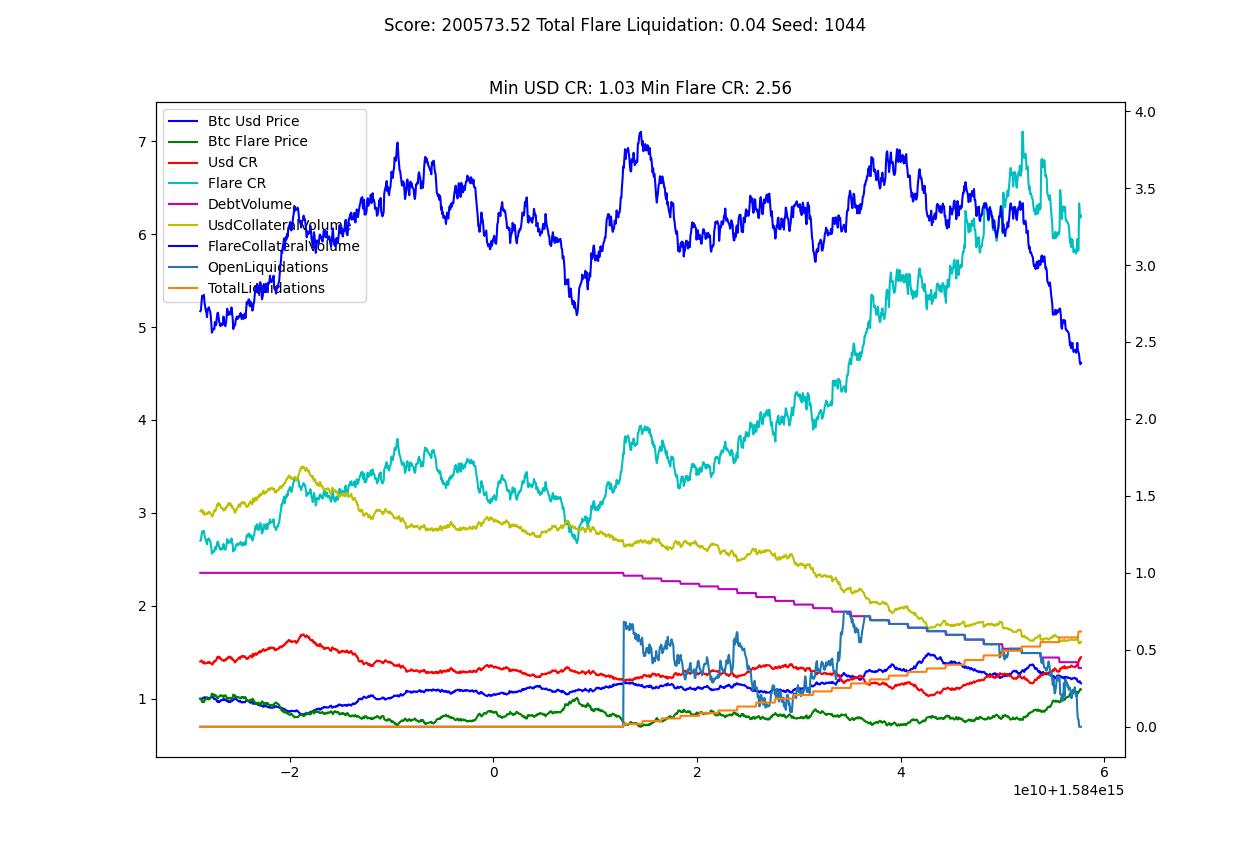 Score: 200573.52 Total Flare Liquidation: 0.04 Seed: 1044
Min USD CR: 1.03 Min Flare CR: 2.56
Btc Usd Price
Btc Flare Price
Usd CR
Flare CR
DebtVolume
UsdCollateralVolume
FlareCollateralVolume
OpenLiquidations
TotalLiquidations
7
6
5
4
3
2
1
4.0
3.5
3.0
2.5
2.0
1.5
1.0
0.5
0.0
−2
0
2
4
6
1e10+1.584e15